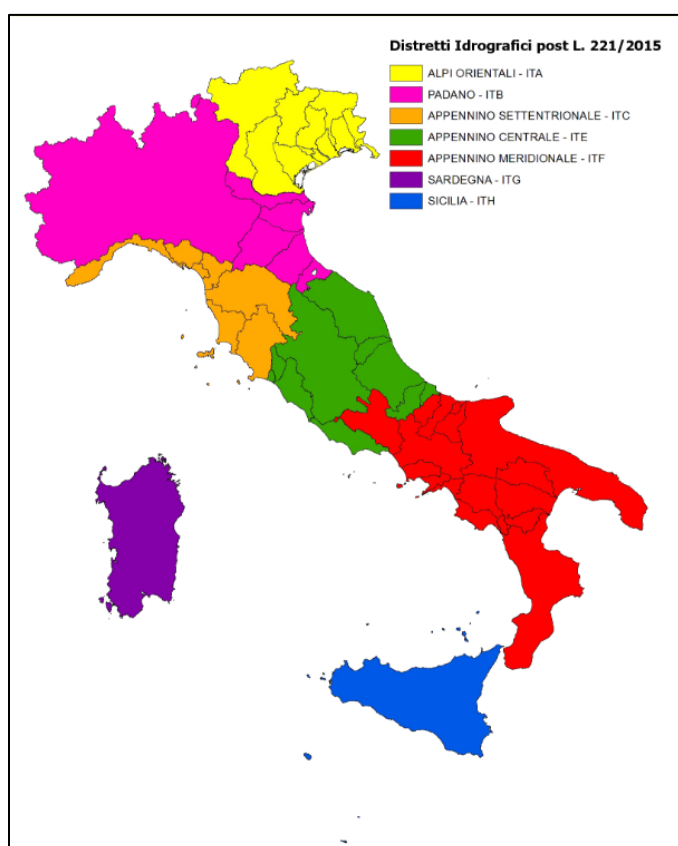 Distretti Idrografici post L. 221/2015
ALPI ORIENTALI - ITA
PADANO - ITB
APPENNINO SETTENTRIONALE - ITC
APPENNINO CENTRALE - ITE
APPENNINO MERIDIONALE - ITF
SARDEGNA - ITG
SICILIA - ITH